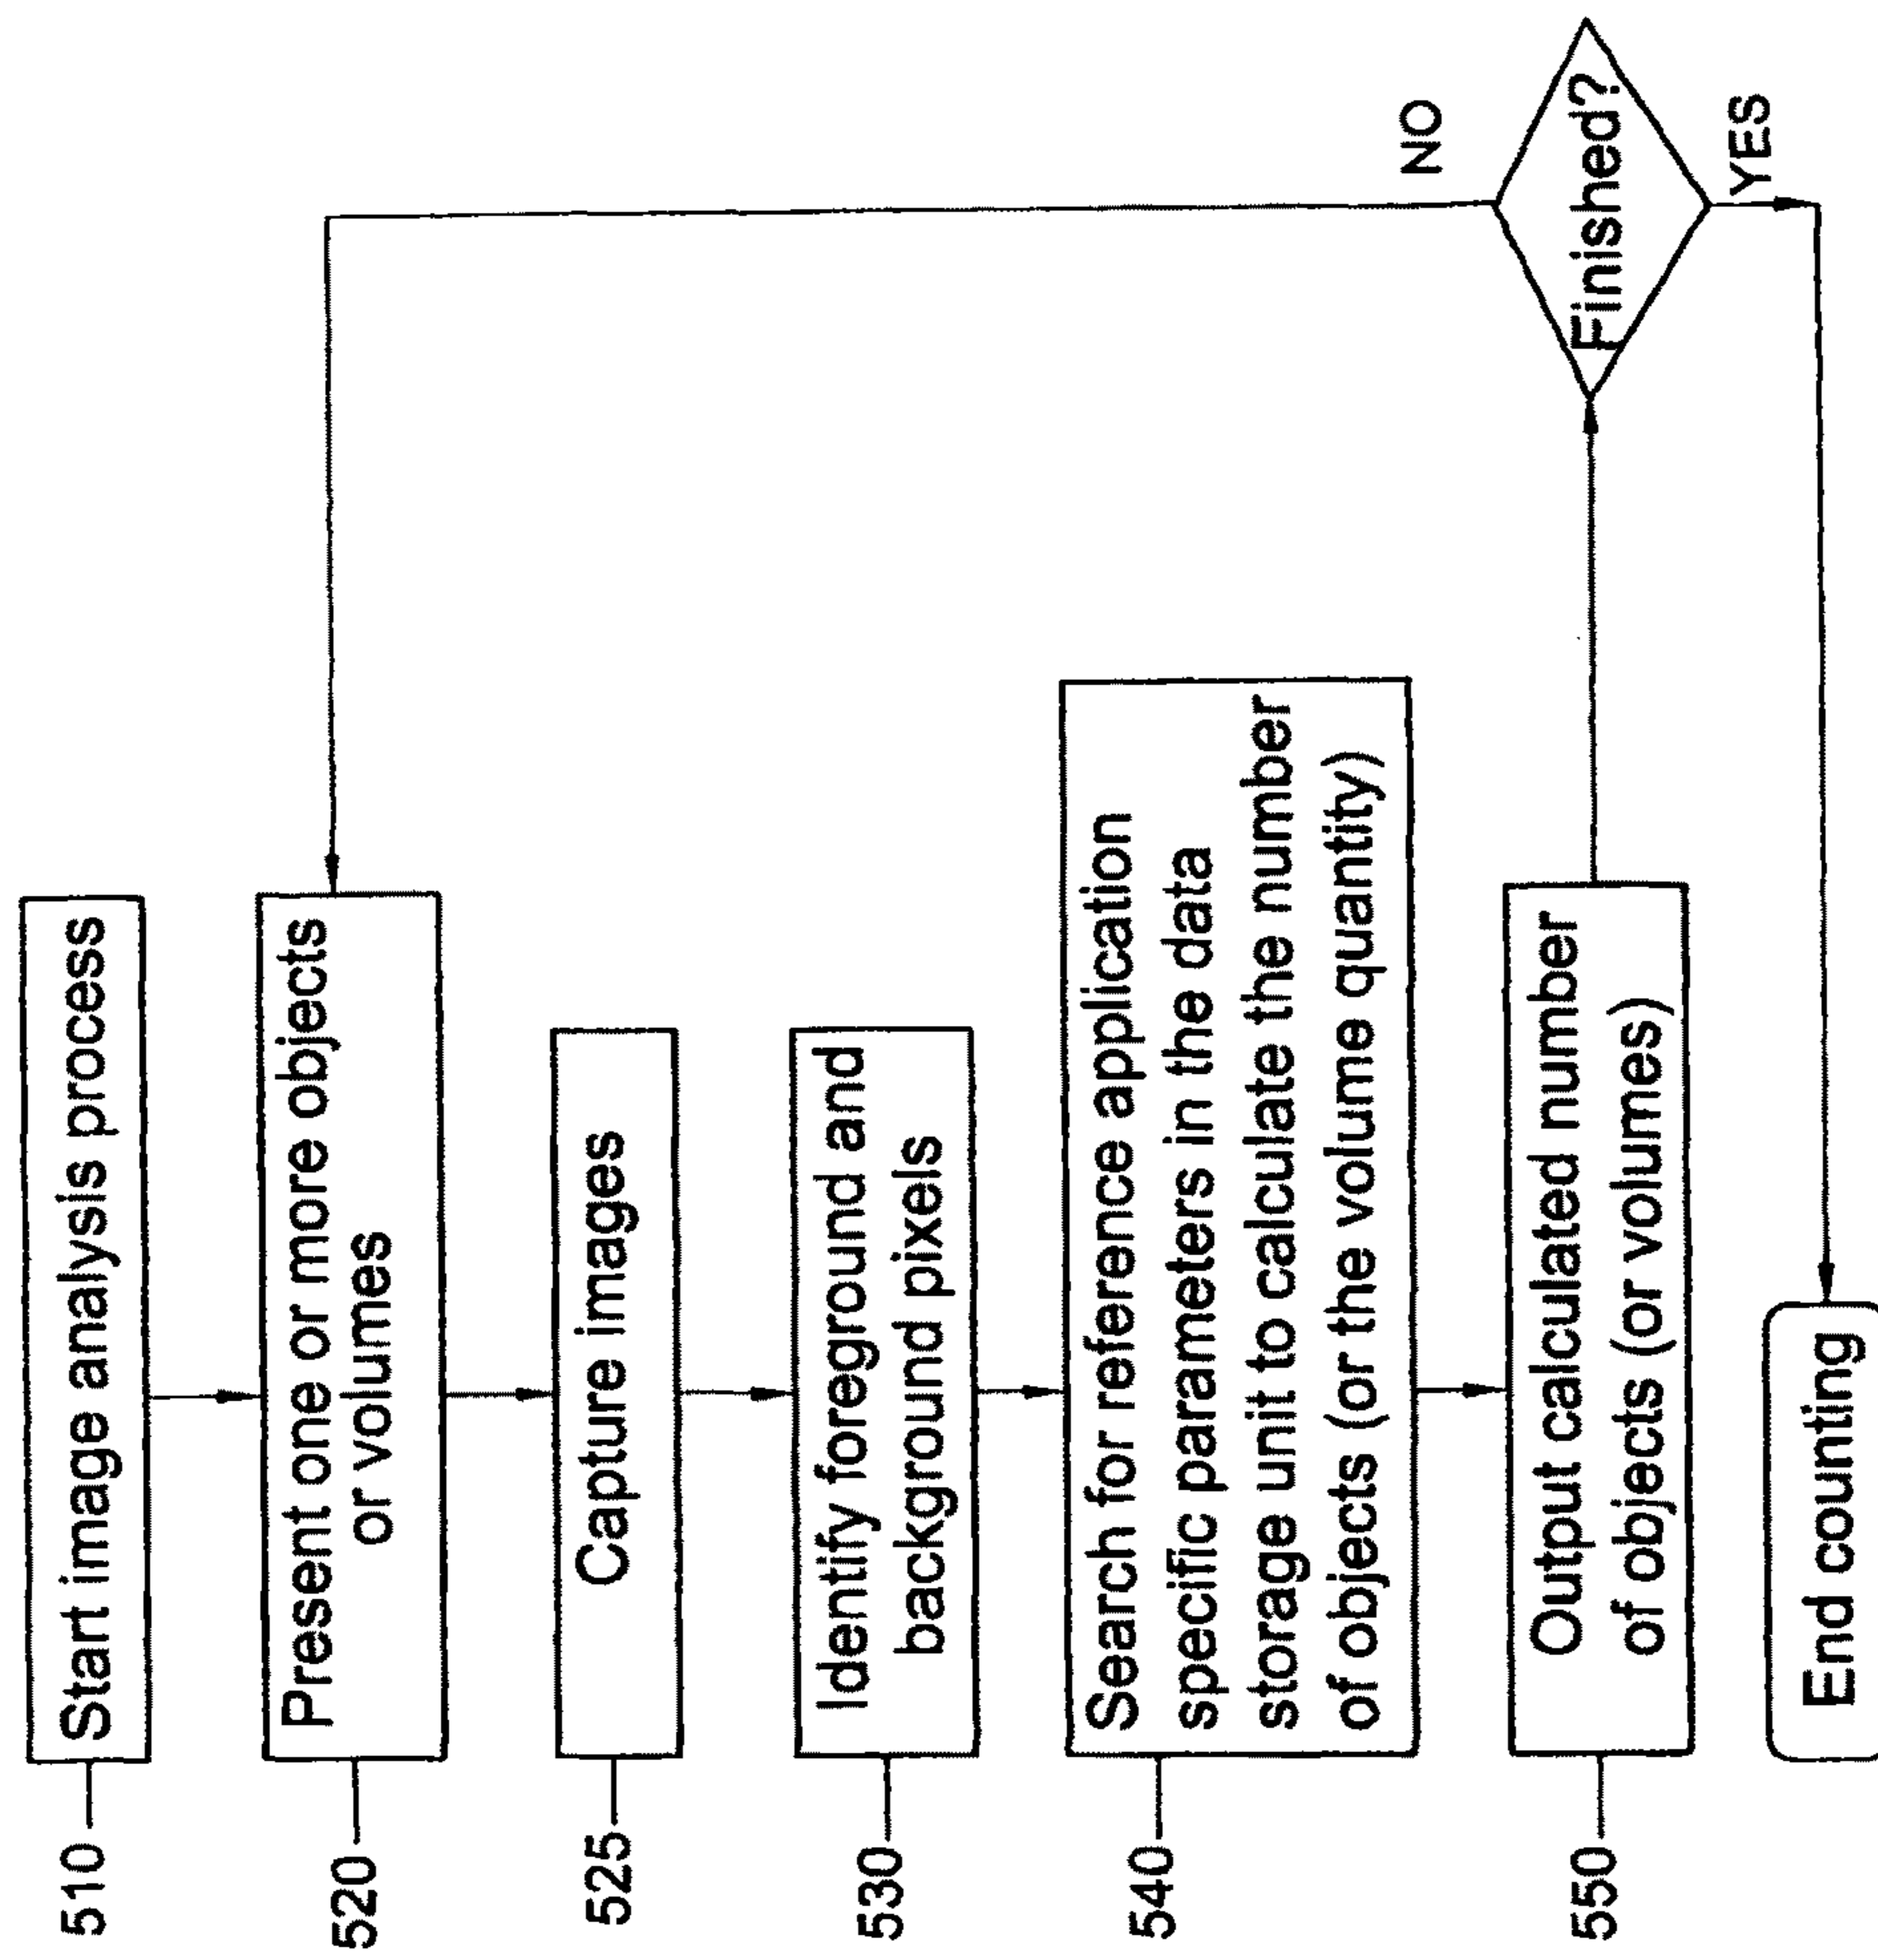 510
Start image analysis process
520
Present one or more objects
or volumes
525
Capture images
530
Identify foreground and
background pixels
540
Search for reference application
specific parameters in the data
storage unit to calculate the number
of objects (or the volume quantity)
550
Output calculated number
of objects (or volumes)
Finished?
NO
YES
End counting